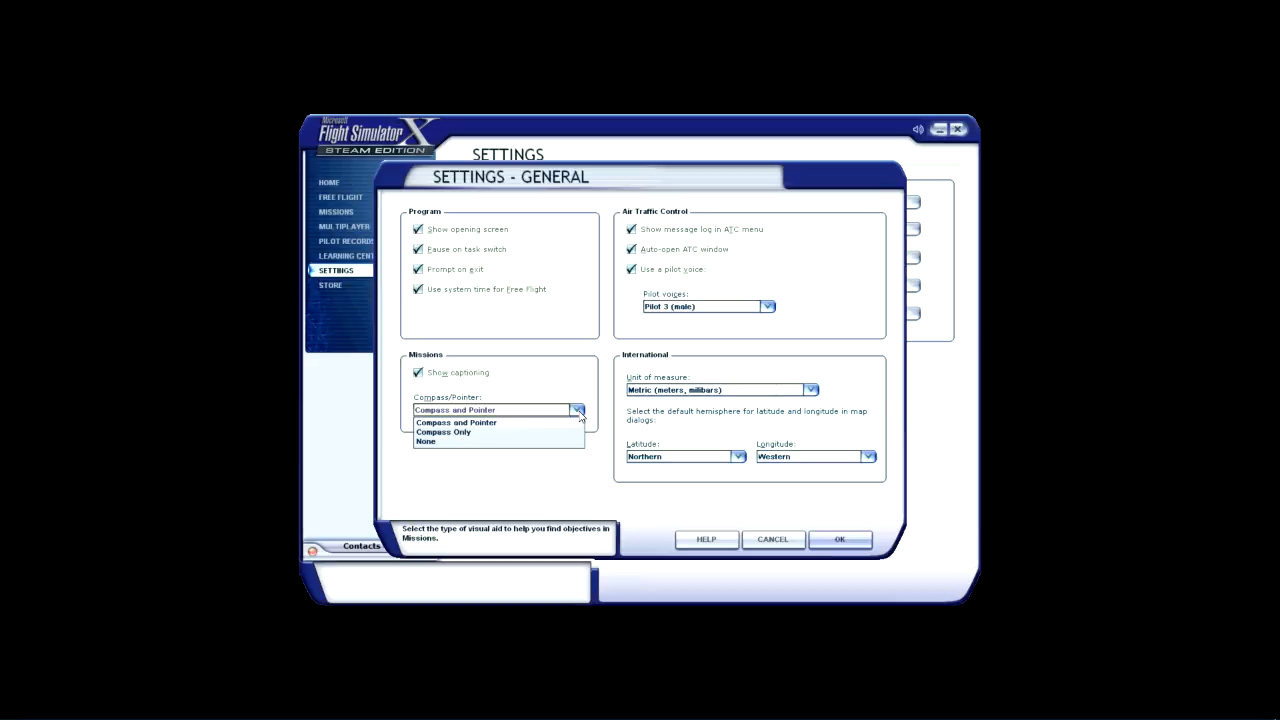 Microsoft
Flight Simulator X
STEAM EDITION
SETTINGS
SETTINGS - GENERAL
HOME
FREE FLIGHT
MISSIONS
MULTIPLAYER
PILOT RECORDS
LEARNING CENT
SETTINGS
STORE
Program
Show opening screen
Pause on task switch
Prompt on exit
Use system time for Free Flight
Air Traffic Control
Show message log in ATC menu
Auto-open ATC window
Use a pilot voice:
Pilot voices:
Pilot 3 (male)
Missions
Show captioning
Compass/Pointer:
Compass and Pointer
Compass and Pointer
Compass Only
None
International
Unit of measure:
Metric (meters, milibars)
Select the default hemisphere for latitude and longitude in map
dialogs:
Latitude: Longitude:
Northern Western
Select the type of visual aid to help you find objectives in
Missions.
HELP CANCEL OK
Contacts